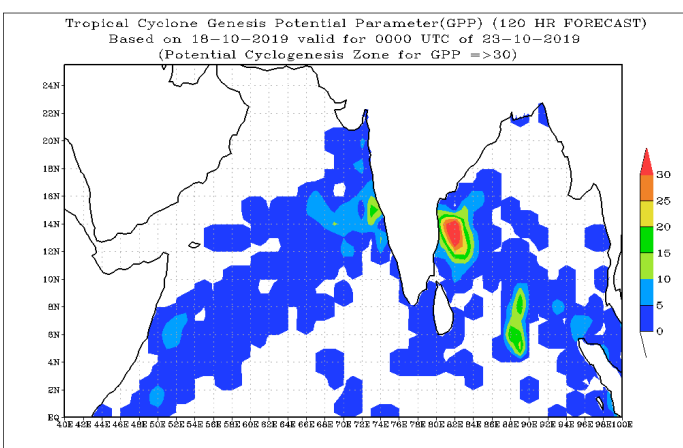 Tropical Cyclone Genesis Potential Parameter(GPP) (120 HR FORECAST)
Based on 18-10-2019 valid for 0000 UTC of 23-10-2019
(Potential Cyclogenesis Zone for GPP =>30)
24N
22N
20N
18N
16N
14N
12N
10N
8N
6N
4N
2N
EQ
40E 42E 44E 46E 48E 50E 52E 54E 56E 58E 60E 62E 64E 66E 68E 70E 72E 74E 76E 78E 80E 82E 84E 86E 88E 90E 92E 94E 96E 98E 100E
30
25
20
15
10
5
0